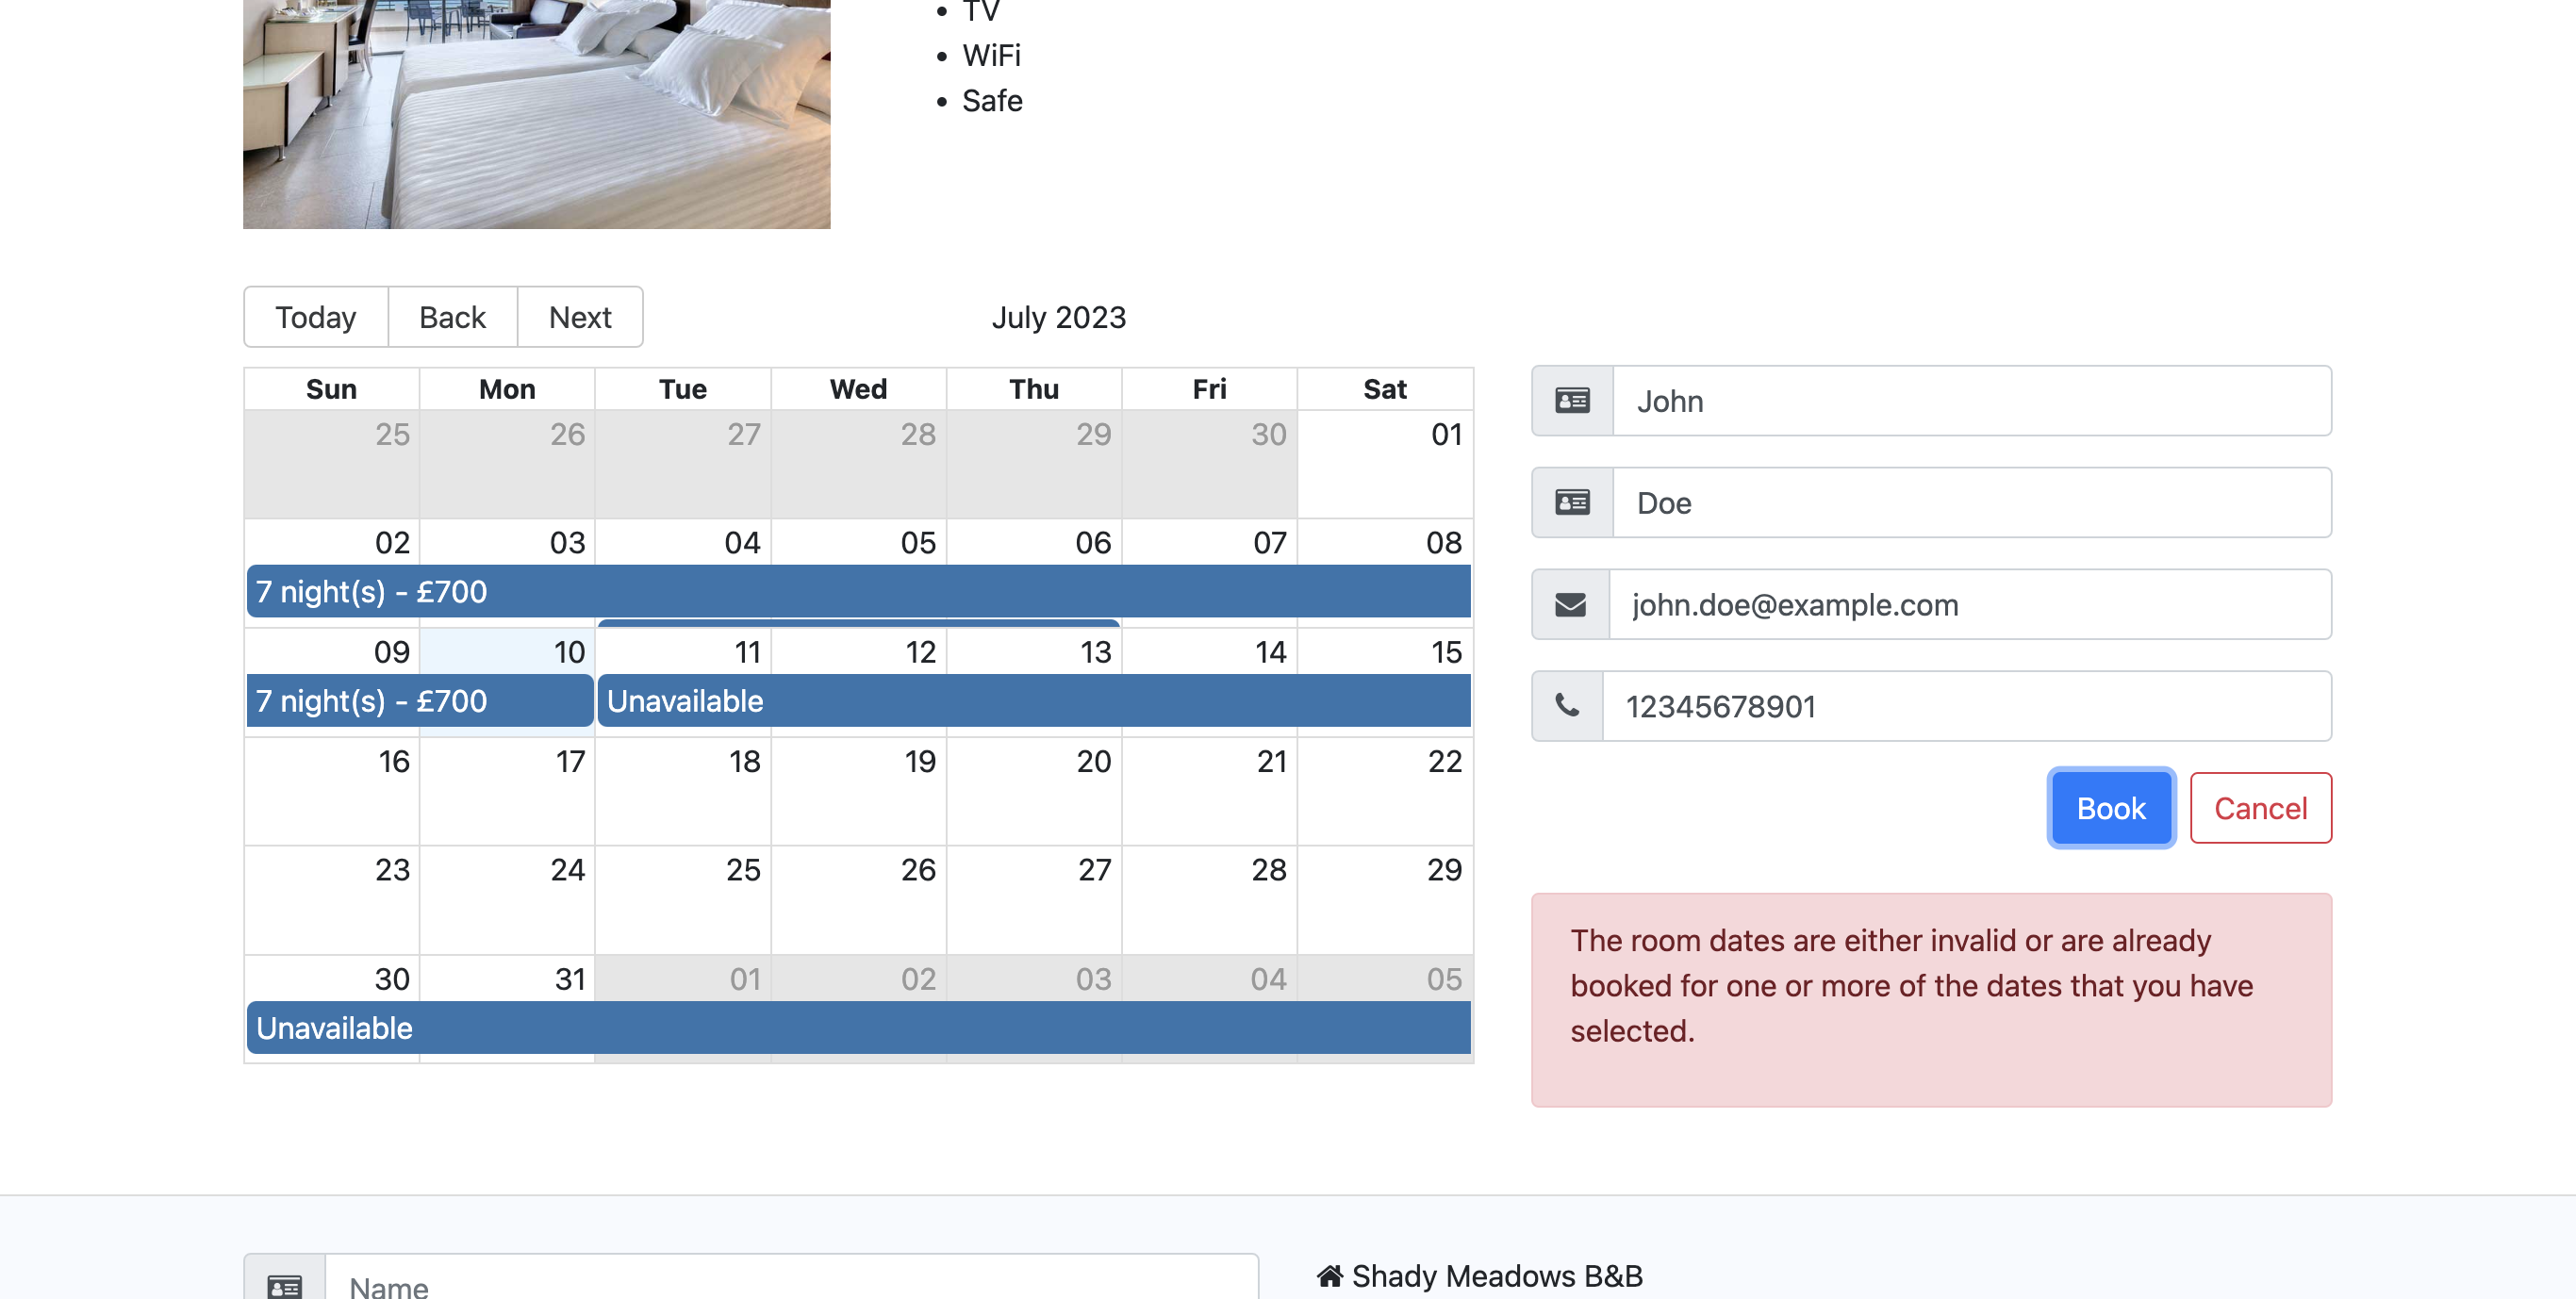 TV
WiFi
Safe
Today Back Next July 2023
Sun Mon Tue Wed Thu Fri Sat
25 26 27 28 29 30 01
02 03 04 05 06 07 08
7 night(s) - £700
09 10 11 12 13 14 15
7 night(s) - £700 Unavailable
16 17 18 19 20 21 22
23 24 25 26 27 28 29
30 31 01 02 03 04 05
Unavailable
John
Doe
john.doe@example.com
12345678901
Book Cancel
The room dates are either invalid or are already
booked for one or more of the dates that you have
selected.
Name
Shady Meadows B&B